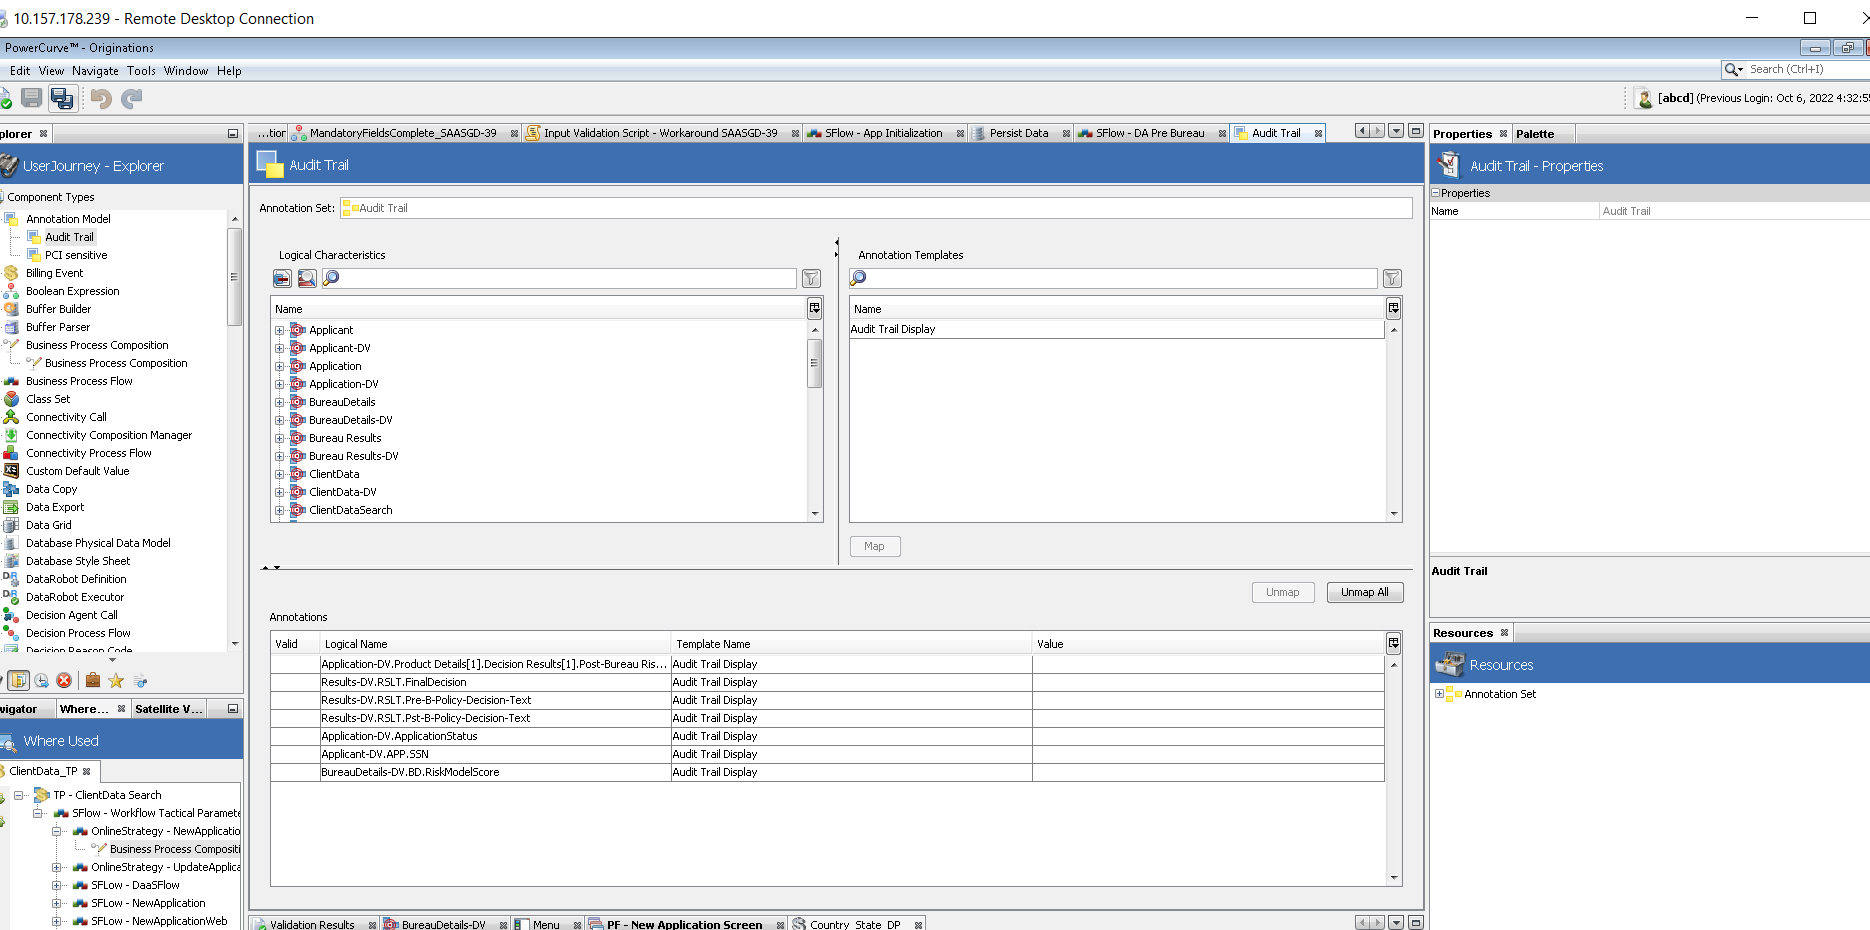 10.157.178.239 - Remote Desktop Connection
PowerCurve™ - Originations
Edit View Navigate Tools Window Help
Search (Ctrl+I)
[abcd] (Previous Login: Oct 6, 2022 4:32:5
plorer
UserJourney - Explorer
Component Types
Annotation Model
Audit Trail
PCI sensitive
Billing Event
Boolean Expression
Buffer Builder
Buffer Parser
Business Process Composition
Business Process Composition
Business Process Flow
Class Set
Connectivity Call
Connectivity Composition Manager
Connectivity Process Flow
Custom Default Value
Data Copy
Data Export
Data Grid
Database Physical Data Model
Database Style Sheet
DataRobot Definition
DataRobot Executor
Decision Agent Call
Decision Process Flow
Decision Reason Code
vigator Where... Satellite V...
Where Used
ClientData_TP
TP - ClientData Search
SFlow - Workflow Tactical Paramete
OnlineStrategy - NewApplicatio
Business Process Compositi
OnlineStrategy - UpdateApplica
SFLow - DaaSFlow
SFLow - NewApplication
SFLow - NewApplicationWeb
...tior MandatoryFieldsComplete_SAASGD-39 Input Validation Script - Workaround SAASGD-39 SFlow - App Initialization Persist Data SFlow - DA Pre Bureau Audit Trail
Audit Trail
Annotation Set: Audit Trail
Logical Characteristics
Name
Applicant
Applicant-DV
Application
Application-DV
BureauDetails
BureauDetails-DV
Bureau Results
Bureau Results-DV
ClientData
ClientData-DV
ClientDataSearch
Annotation Templates
Name
Audit Trail Display
Map
Unmap Unmap All
Annotations
Valid Logical Name Template Name Value
Application-DV.Product Details[1].Decision Results[1].Post-Bureau Ris... Audit Trail Display
Results-DV.RSLT.FinalDecision Audit Trail Display
Results-DV.RSLT.Pre-B-Policy-Decision-Text Audit Trail Display
Results-DV.RSLT.Pst-B-Policy-Decision-Text Audit Trail Display
Application-DV.ApplicationStatus Audit Trail Display
Applicant-DV.APP.SSN Audit Trail Display
BureauDetails-DV.BD.RiskModelScore Audit Trail Display
Validation Results BureauDetails-DV Menu PF - New Application Screen Country_State_DP
Properties Palette
Audit Trail - Properties
Properties
Name Audit Trail
Audit Trail
Resources
Resources
Annotation Set